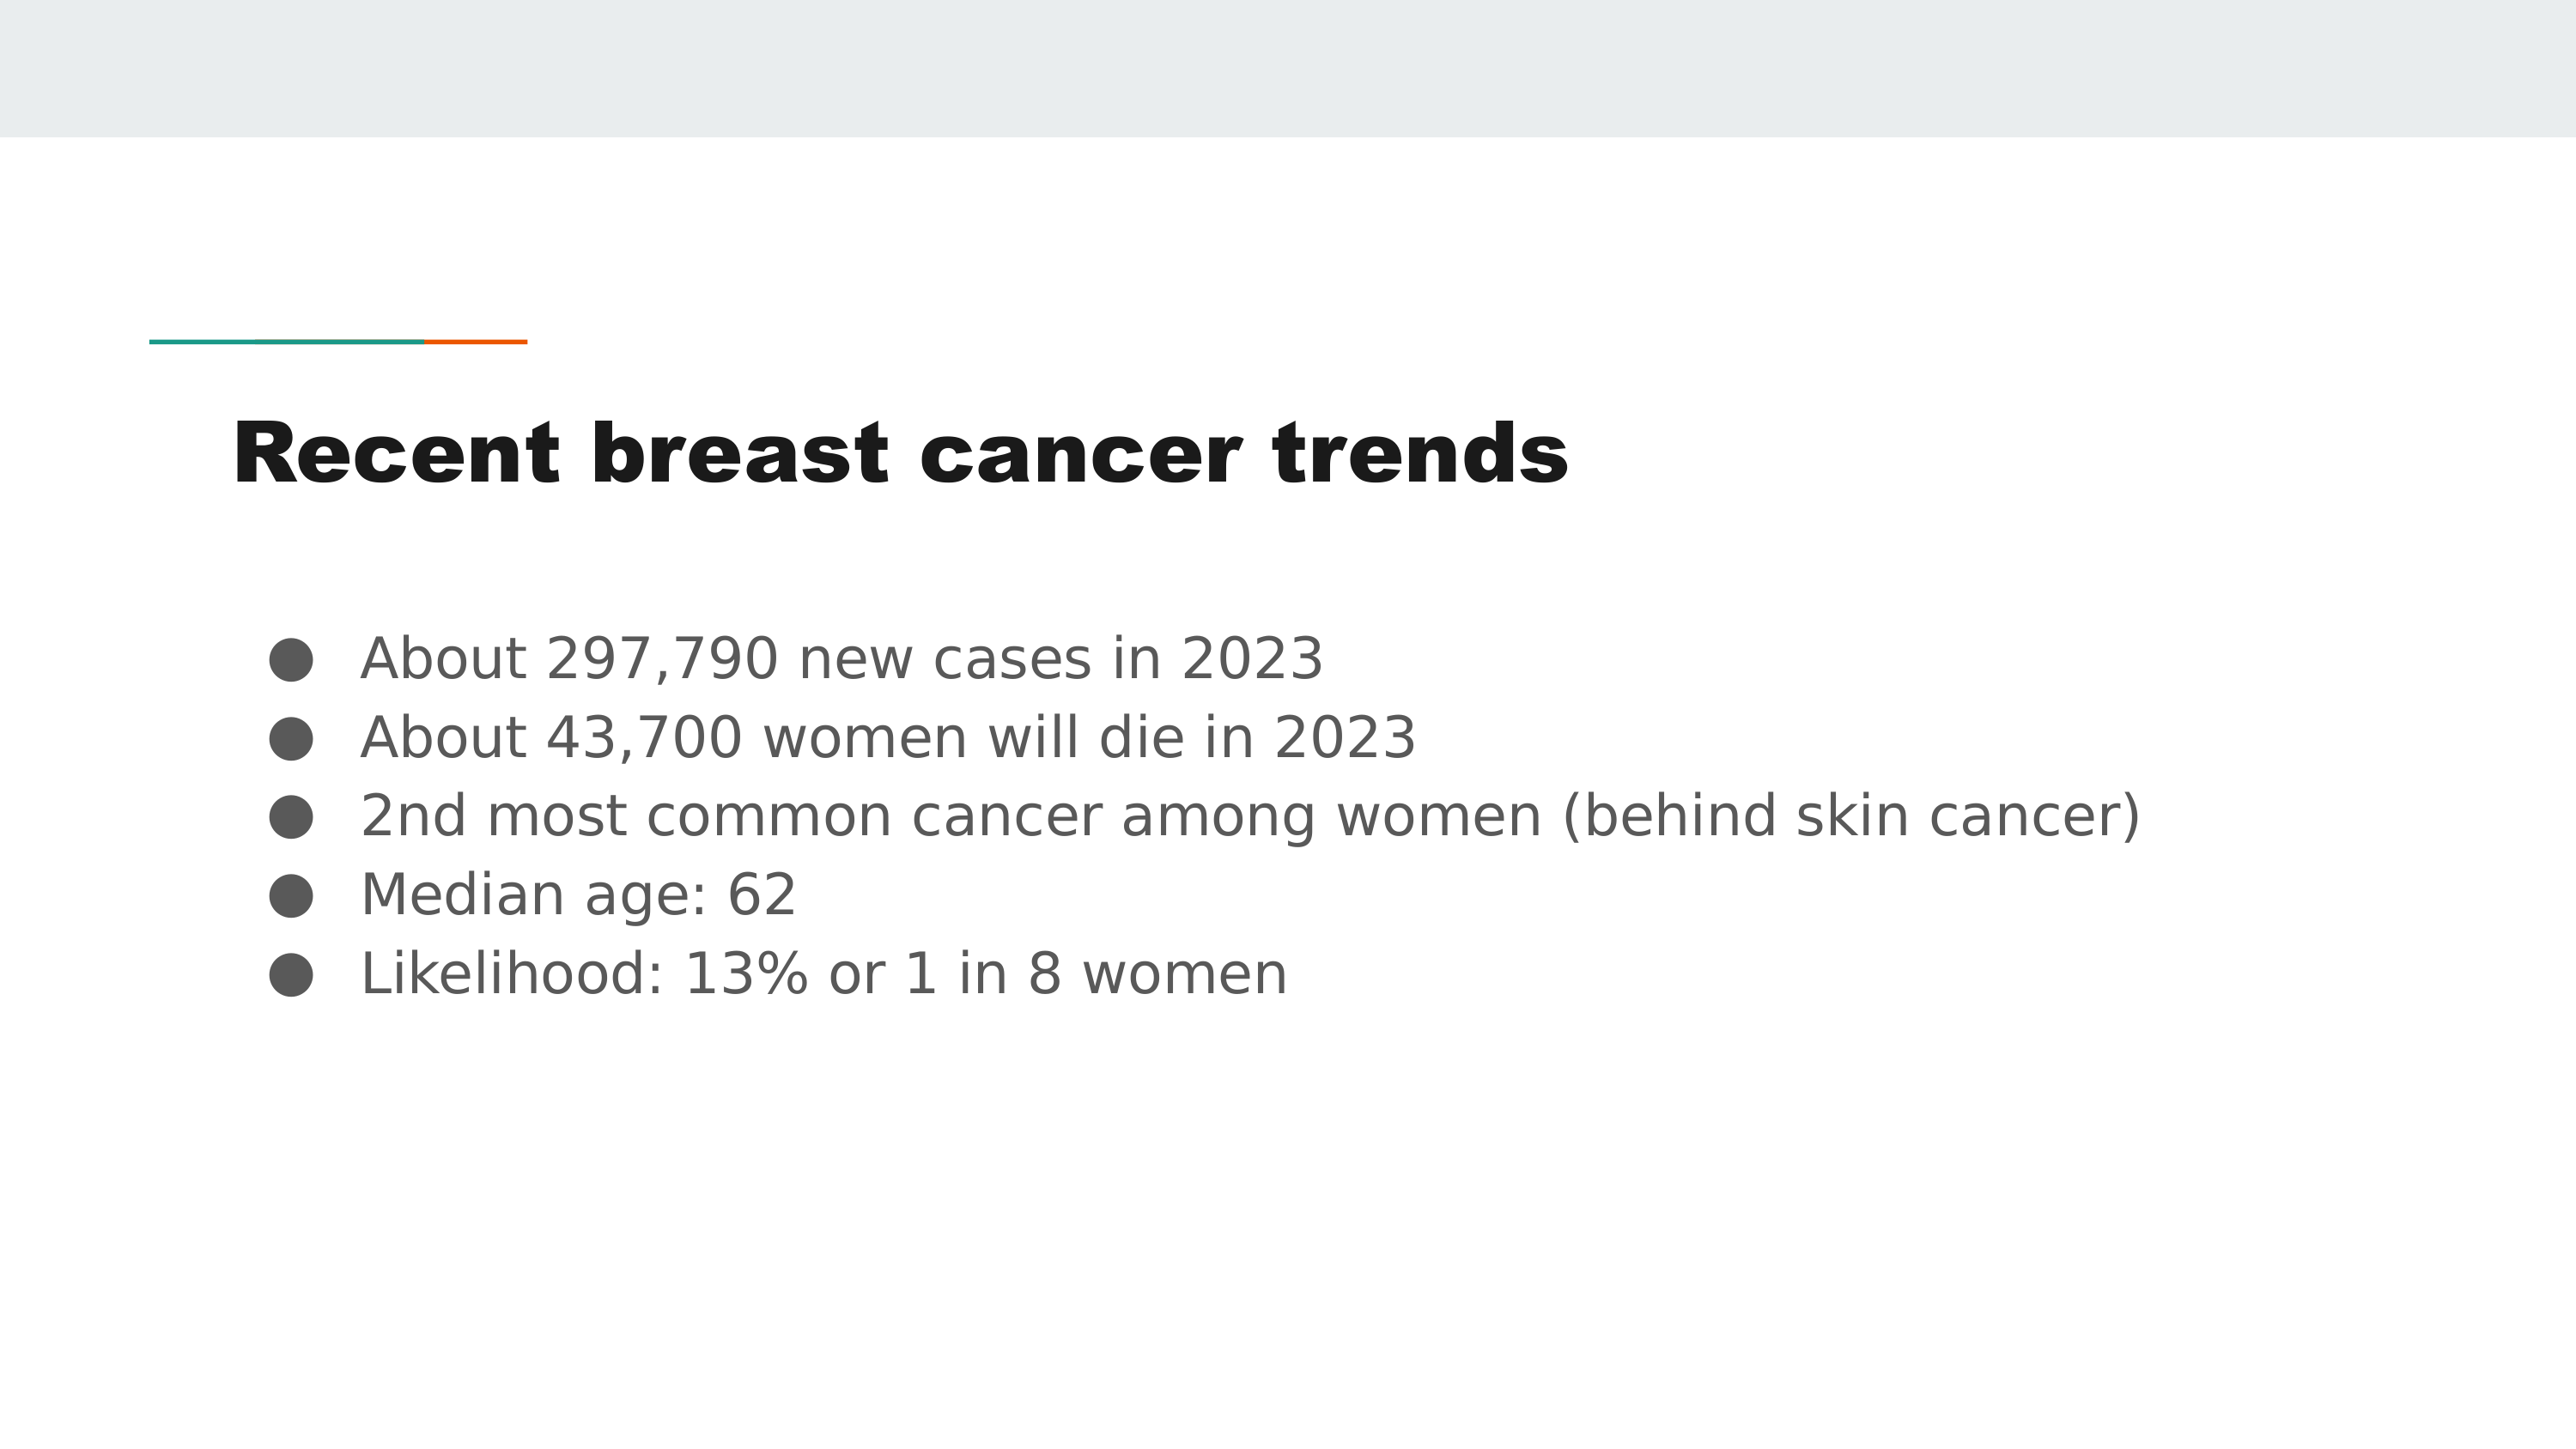 Recent breast cancer trends
● About 297,790 new cases in 2023
● About 43,700 women will die in 2023
● 2nd most common cancer among women (behind skin cancer)
● Median age: 62
● Likelihood: 13% or 1 in 8 women